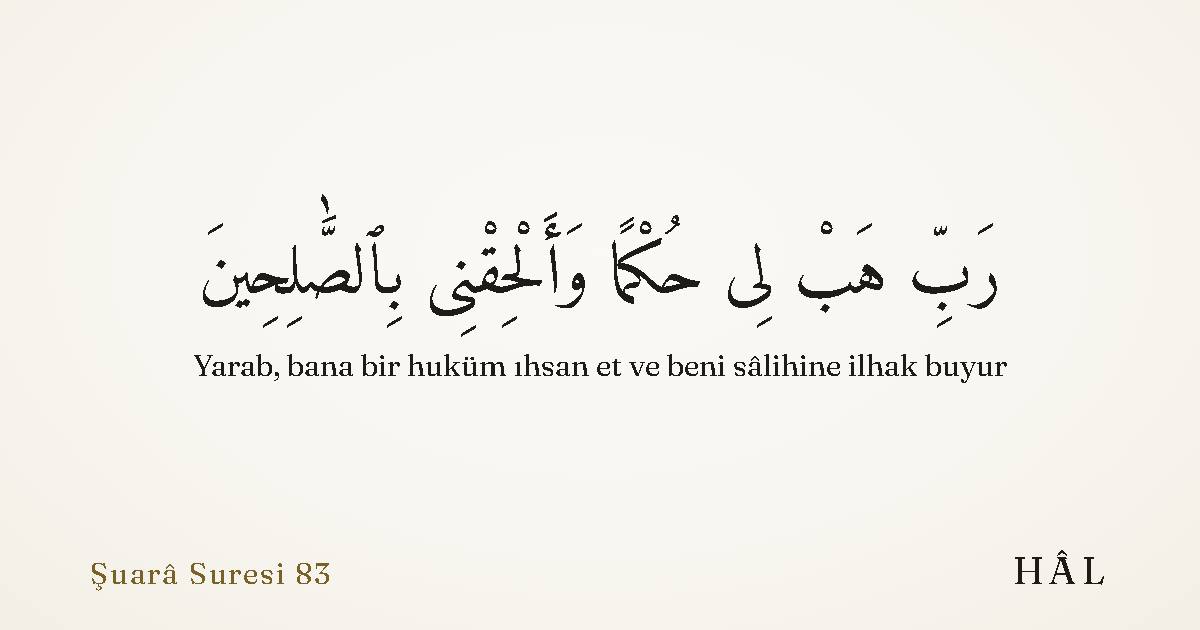 رَبِّ هَبْ لِى حُكْمًا وَأَلْحِقْنِى بِٱلصَّٰلِحِينَ
Yarab, bana bir huküm ıhsan et ve beni sâlihine ilhak buyur
Şuarâ Suresi 83
HÂL